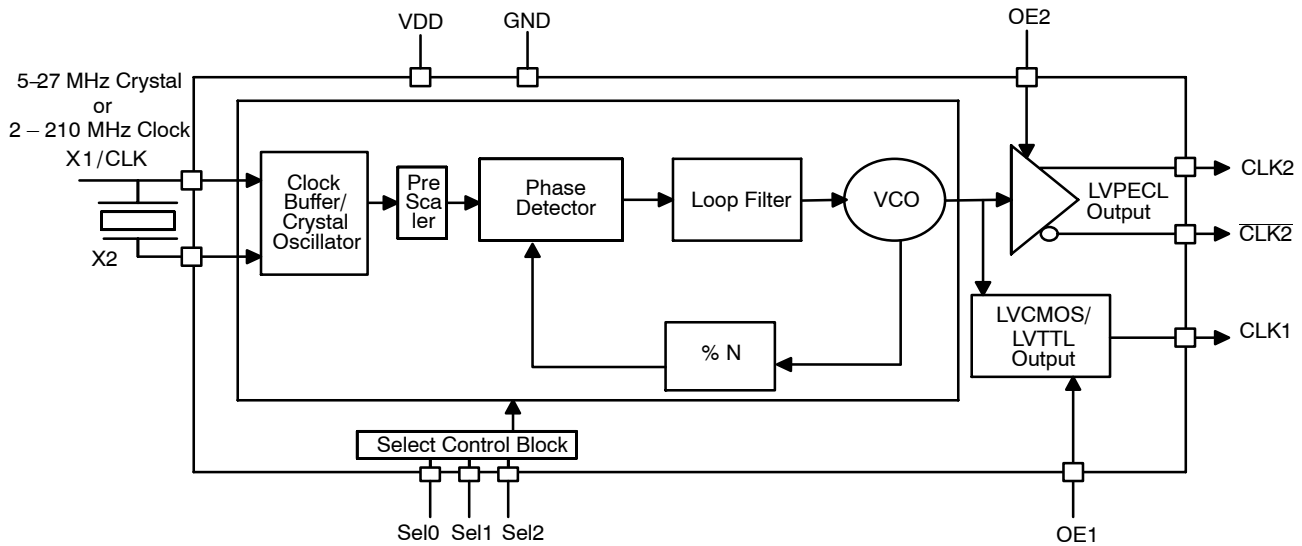 VDD
GND
OE2
5–27 MHz Crystal
or
2 – 210 MHz Clock
X1/CLK
X2
Clock
Buffer/
Crystal
Oscillator
Pre
Sca
ler
Phase
Detector
Loop Filter
VCO
% N
LVPECL
Output
CLK2
C̅L̅K̅2̅
LVCMOS/
LVTTL
Output
CLK1
Select Control Block
Sel0
Sel1
Sel2
OE1